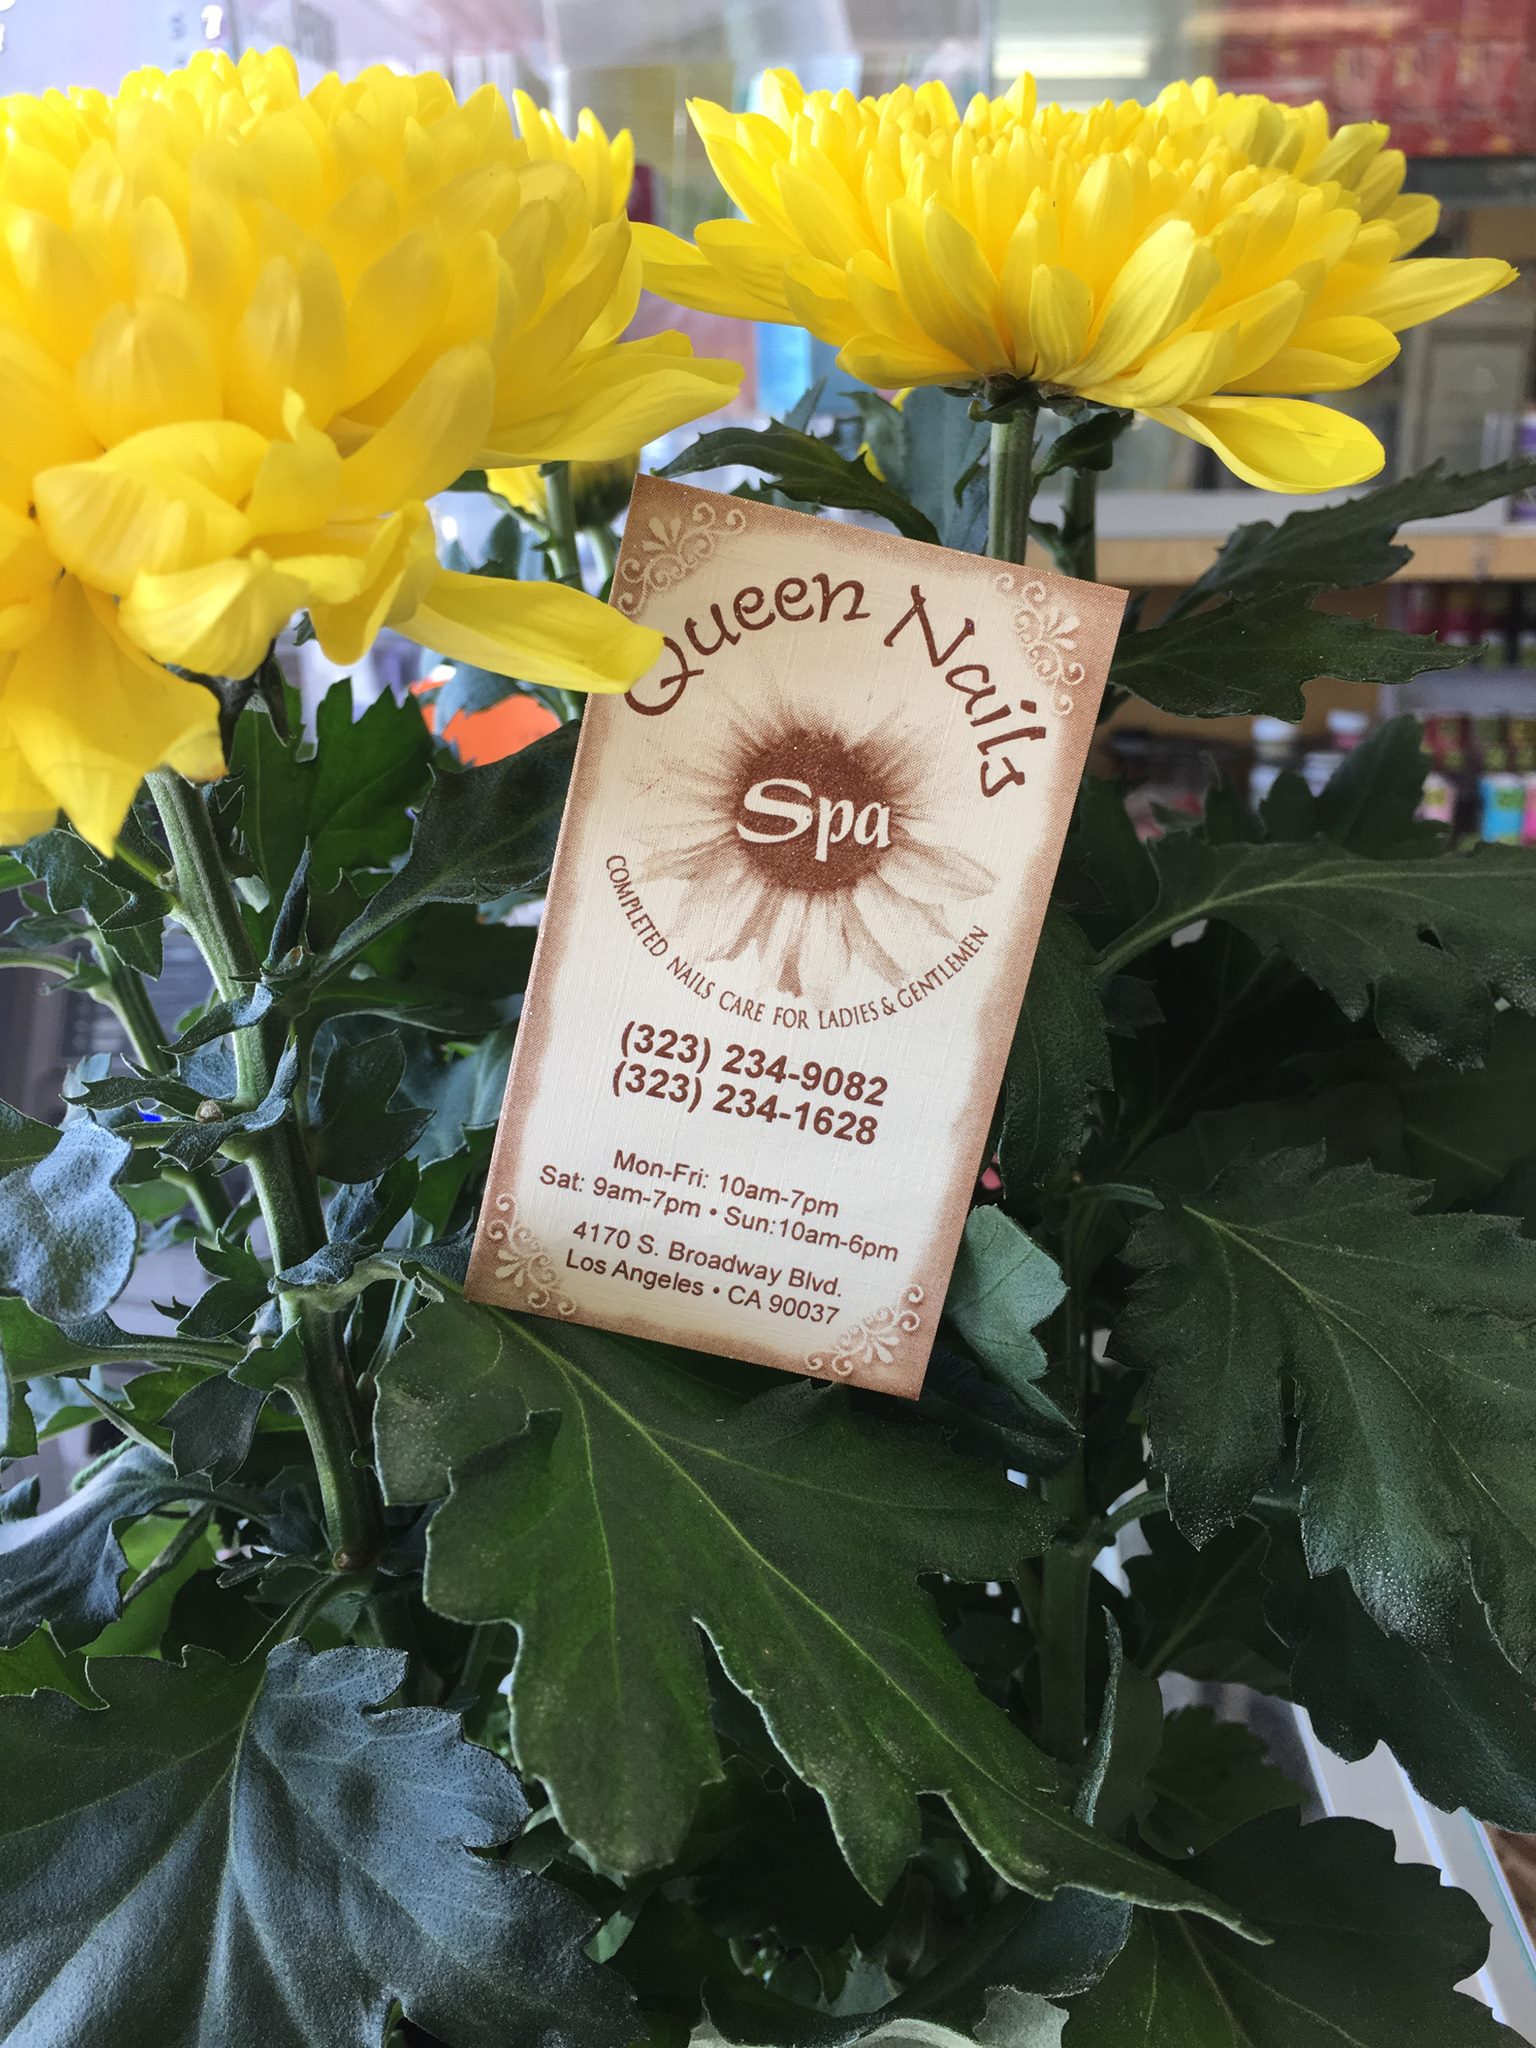 Queen Nails
Spa
COMPLETED NAILS CARE FOR LADIES & GENTLEMEN
(323) 234-9082
(323) 234-1628
Mon-Fri: 10am-7pm
Sat: 9am-7pm • Sun:10am-6pm
4170 S. Broadway Blvd.
Los Angeles • CA 90037